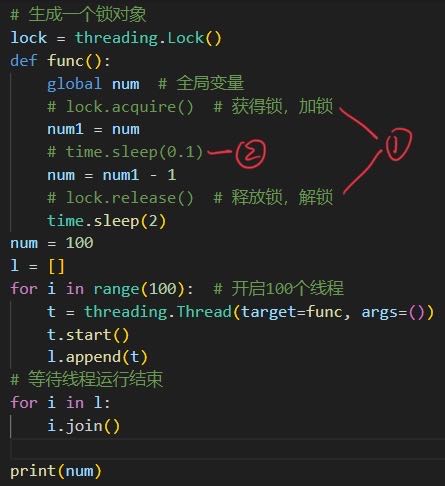 # 生成一个锁对象
lock = threading.Lock()
def func():
    global num  # 全局变量
    # lock.acquire()  # 获得锁，加锁
    num1 = num
    # time.sleep(0.1) ②
    num = num1 - 1
    # lock.release()  # 释放锁，解锁
    time.sleep(2)
①
num = 100
l = []
for i in range(100):  # 开启100个线程
    t = threading.Thread(target=func, args=())
    t.start()
    l.append(t)
# 等待线程运行结束
for i in l:
    i.join()
print(num)